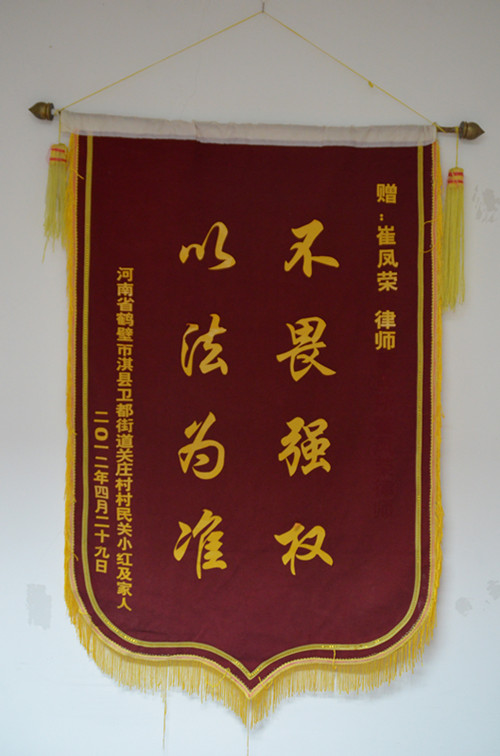 赠：崔凤荣 律师
不畏强权
以法为准
河南省鹤壁市淇县卫都街道关庄村村民关小红及家人
二〇一二年四月二十九日